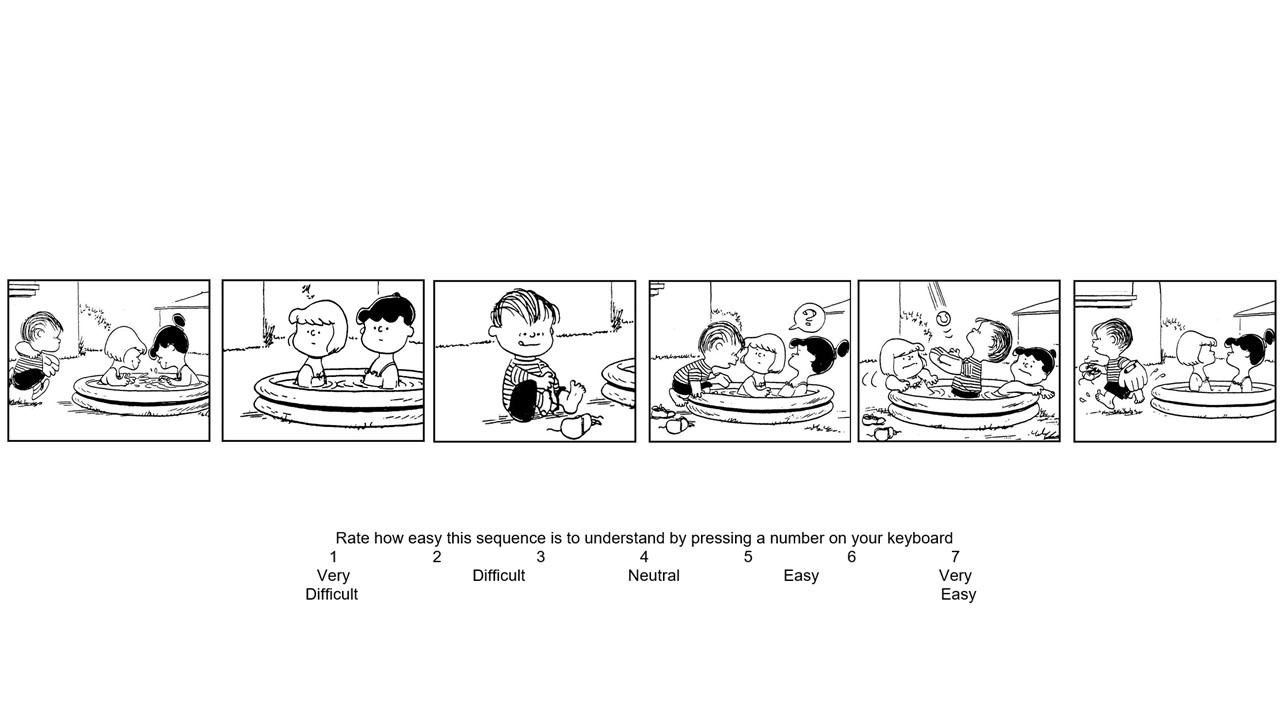 ?
Rate how easy this sequence is to understand by pressing a number on your keyboard
1 2 3 4 5 6 7
Very Difficult Neutral Easy Very
Difficult Easy